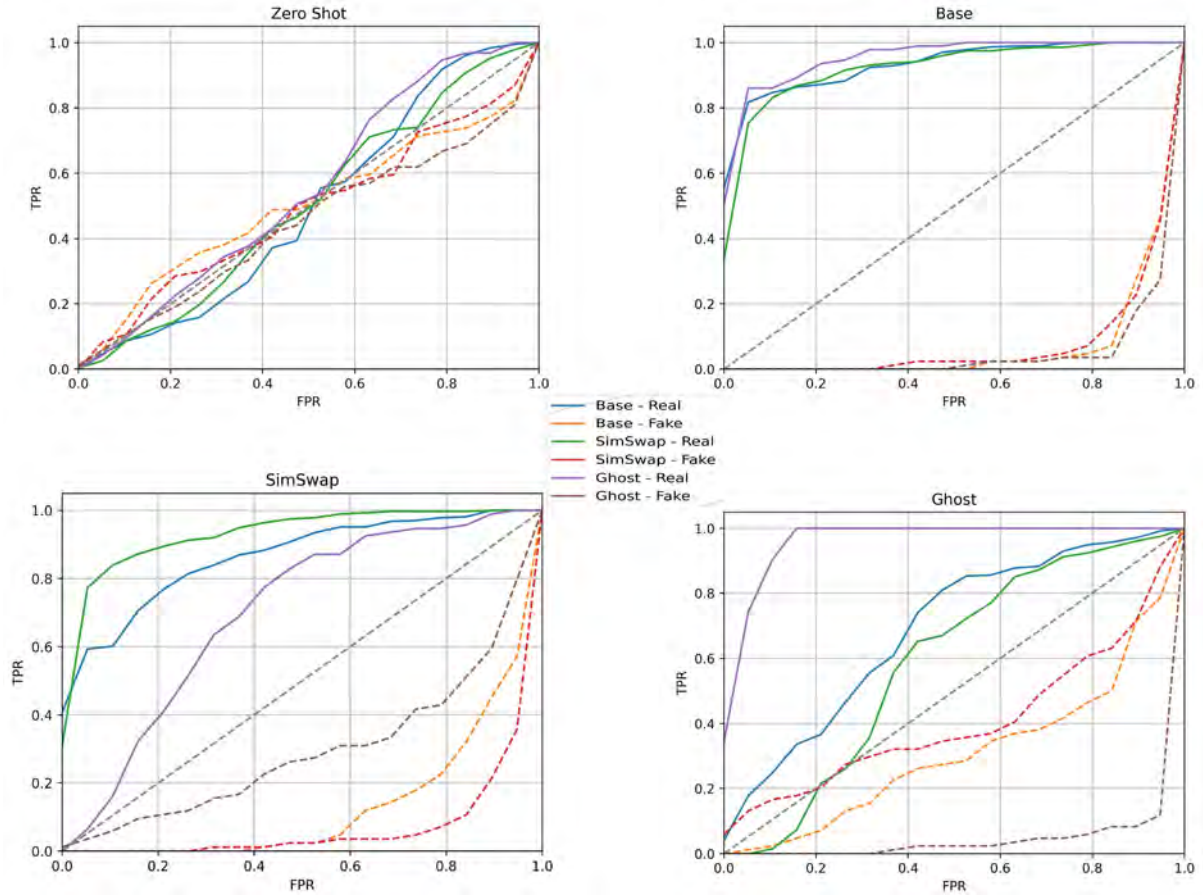 Zero Shot
1.0
0.8
0.6
0.4
0.2
0.0
TPR
0.0 0.2 0.4 0.6 0.8 1.0
FPR
Base
1.0
0.8
0.6
0.4
0.2
0.0
TPR
0.0 0.2 0.4 0.6 0.8 1.0
FPR
Base - Real
Base - Fake
SimSwap - Real
SimSwap - Fake
Ghost - Real
Ghost - Fake
SimSwap
1.0
0.8
0.6
0.4
0.2
0.0
TPR
0.0 0.2 0.4 0.6 0.8 1.0
FPR
Ghost
1.0
0.8
0.6
0.4
0.2
0.0
TPR
0.0 0.2 0.4 0.6 0.8 1.0
FPR